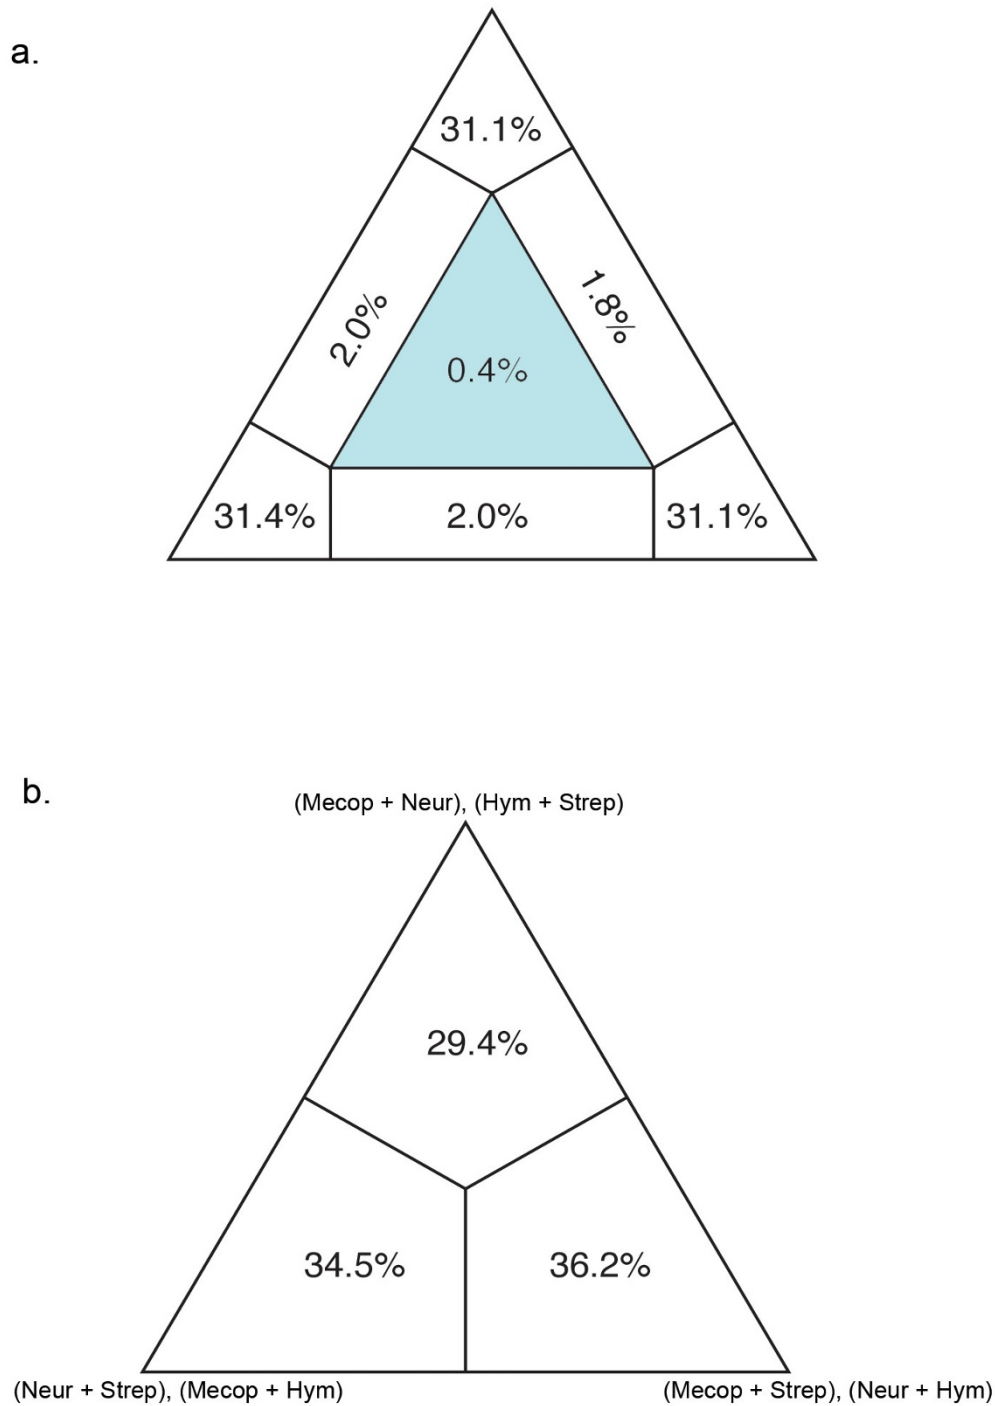 a.
31.1%
2.0%
1.8%
0.4%
31.4%
2.0%
31.1%
b.
(Mecop + Neur), (Hym + Strep)
29.4%
34.5%
36.2%
(Neur + Strep), (Mecop + Hym)
(Mecop + Strep), (Neur + Hym)